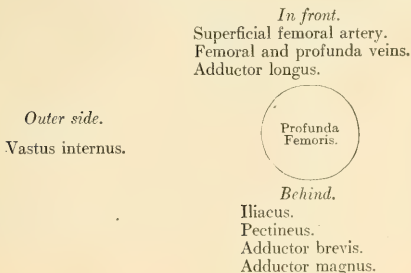 In front.
Superficial femoral artery.
Femoral and profunda veins.
Adductor longus.
Outer side.
Vastus internus.
Profunda
Femoris.
Behind.
Iliacus.
Pectineus.
Adductor brevis.
Adductor magnus.